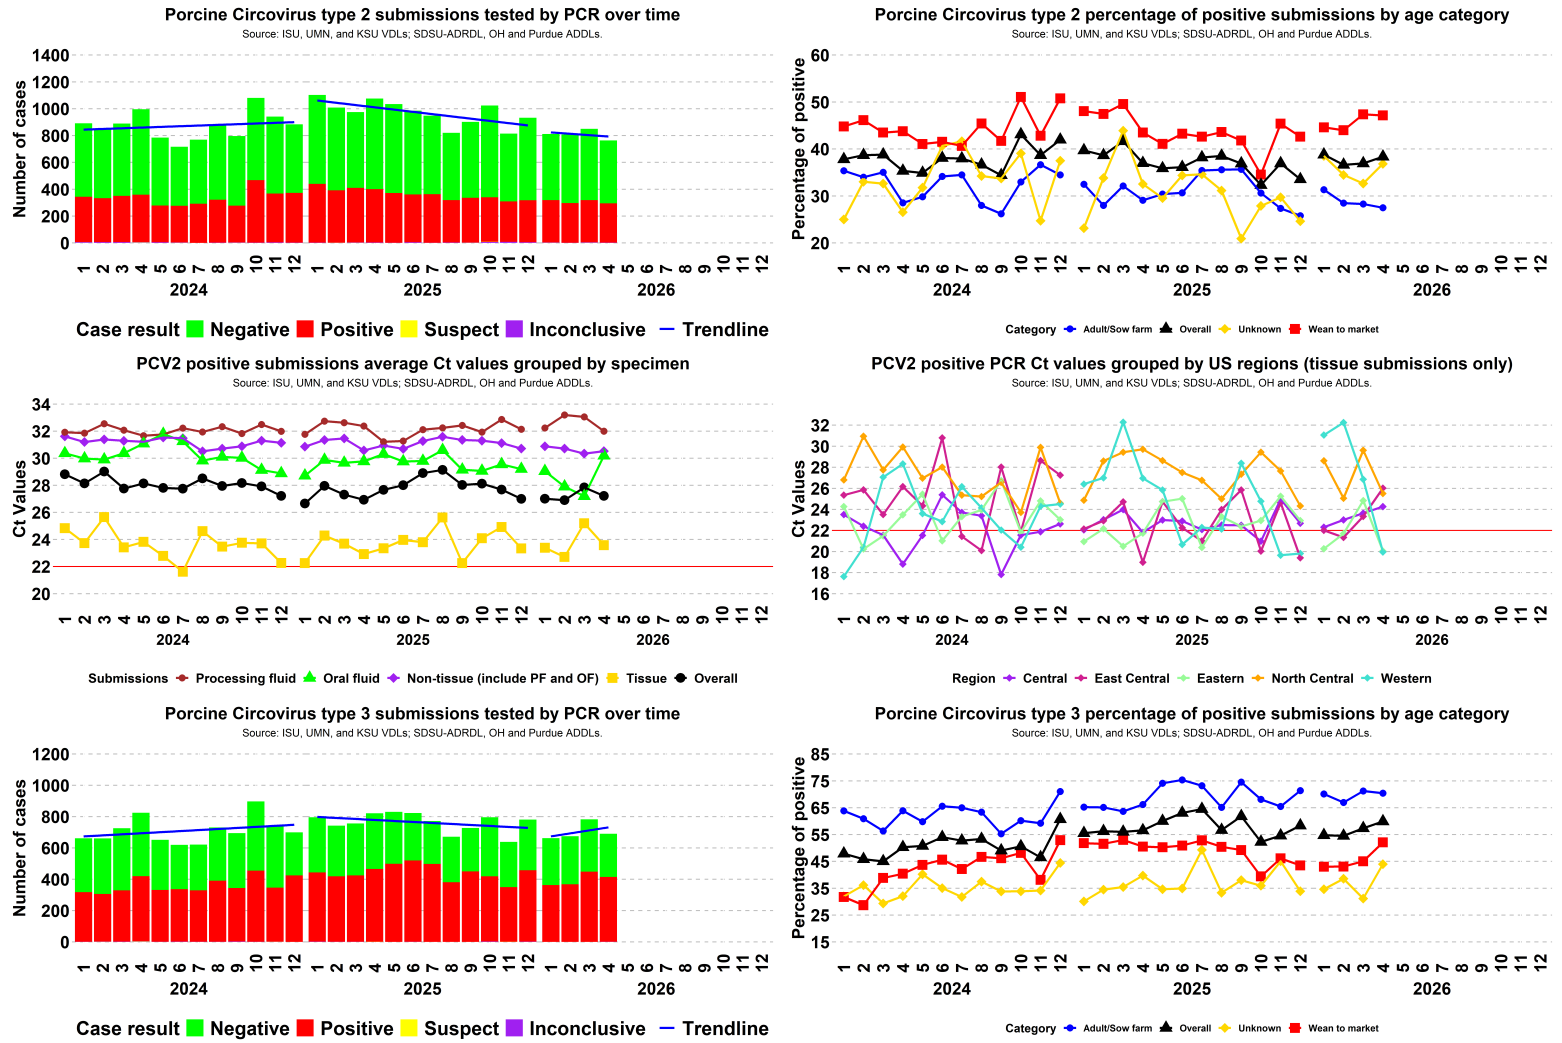 Porcine Circovirus type 2 submissions tested by PCR over time
Source: ISU, UMN, and KSU VDLs; SDSU-ADRDL, OH and Purdue ADDLs.
Number of cases
1400
1200
1000
800
600
400
200
0
1 2 3 4 5 6 7 8 9 10 11 12 1 2 3 4 5 6 7 8 9 10 11 12 1 2 3 4 5 6 7 8 9 10 11 12
2024 2025 2026
Case result Negative Positive Suspect Inconclusive Trendline
Porcine Circovirus type 2 percentage of positive submissions by age category
Source: ISU, UMN, and KSU VDLs; SDSU-ADRDL, OH and Purdue ADDLs.
Percentage of positive
60
50
40
30
20
1 2 3 4 5 6 7 8 9 10 11 12 1 2 3 4 5 6 7 8 9 10 11 12 1 2 3 4 5 6 7 8 9 10 11 12
2024 2025 2026
Category Adult/Sow farm Overall Unknown Wean to market
PCV2 positive submissions average Ct values grouped by specimen
Source: ISU, UMN, and KSU VDLs; SDSU-ADRDL, OH and Purdue ADDLs.
Ct Values
34
32
30
28
26
24
22
20
1 2 3 4 5 6 7 8 9 10 11 12 1 2 3 4 5 6 7 8 9 10 11 12 1 2 3 4 5 6 7 8 9 10 11 12
2024 2025 2026
Submissions Processing fluid Oral fluid Non-tissue (include PF and OF) Tissue Overall
PCV2 positive PCR Ct values grouped by US regions (tissue submissions only)
Source: ISU, UMN, and KSU VDLs; SDSU-ADRDL, OH and Purdue ADDLs.
Ct Values
32
30
28
26
24
22
20
18
16
1 2 3 4 5 6 7 8 9 10 11 12 1 2 3 4 5 6 7 8 9 10 11 12 1 2 3 4 5 6 7 8 9 10 11 12
2024 2025 2026
Region Central East Central Eastern North Central Western
Porcine Circovirus type 3 submissions tested by PCR over time
Source: ISU, UMN, and KSU VDLs; SDSU-ADRDL, OH and Purdue ADDLs.
Number of cases
1200
1000
800
600
400
200
0
1 2 3 4 5 6 7 8 9 10 11 12 1 2 3 4 5 6 7 8 9 10 11 12 1 2 3 4 5 6 7 8 9 10 11 12
2024 2025 2026
Case result Negative Positive Suspect Inconclusive Trendline
Porcine Circovirus type 3 percentage of positive submissions by age category
Source: ISU, UMN, and KSU VDLs; SDSU-ADRDL, OH and Purdue ADDLs.
Percentage of positive
85
75
65
55
45
35
25
15
1 2 3 4 5 6 7 8 9 10 11 12 1 2 3 4 5 6 7 8 9 10 11 12 1 2 3 4 5 6 7 8 9 10 11 12
2024 2025 2026
Category Adult/Sow farm Overall Unknown Wean to market